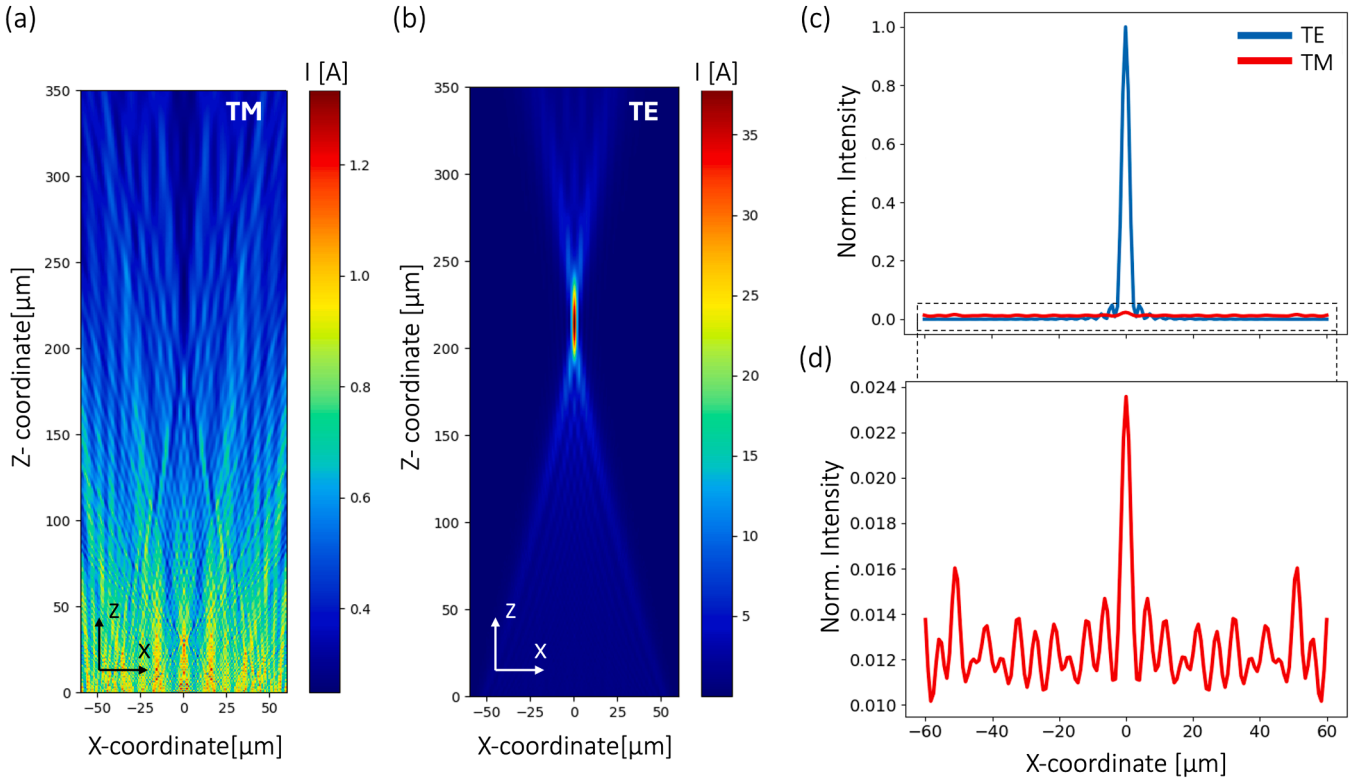 (a)
I [A]
TM
350
300
250
200
150
100
50
0
Z- coordinate[µm]
Z
X
−50
−25
0
25
50
X-coordinate[µm]
1.2
1.0
0.8
0.6
0.4
(b)
I [A]
TE
350
300
250
200
150
100
50
0
Z- coordinate [µm]
Z
X
−50
−25
0
25
50
X-coordinate[µm]
35
30
25
20
15
10
5
(c)
TE
TM
1.0
0.8
0.6
0.4
0.2
0.0
Norm. Intensity
(d)
0.024
0.022
0.020
0.018
0.016
0.014
0.012
0.010
Norm. Intensity
−60
−40
−20
0
20
40
60
X-coordinate [µm]